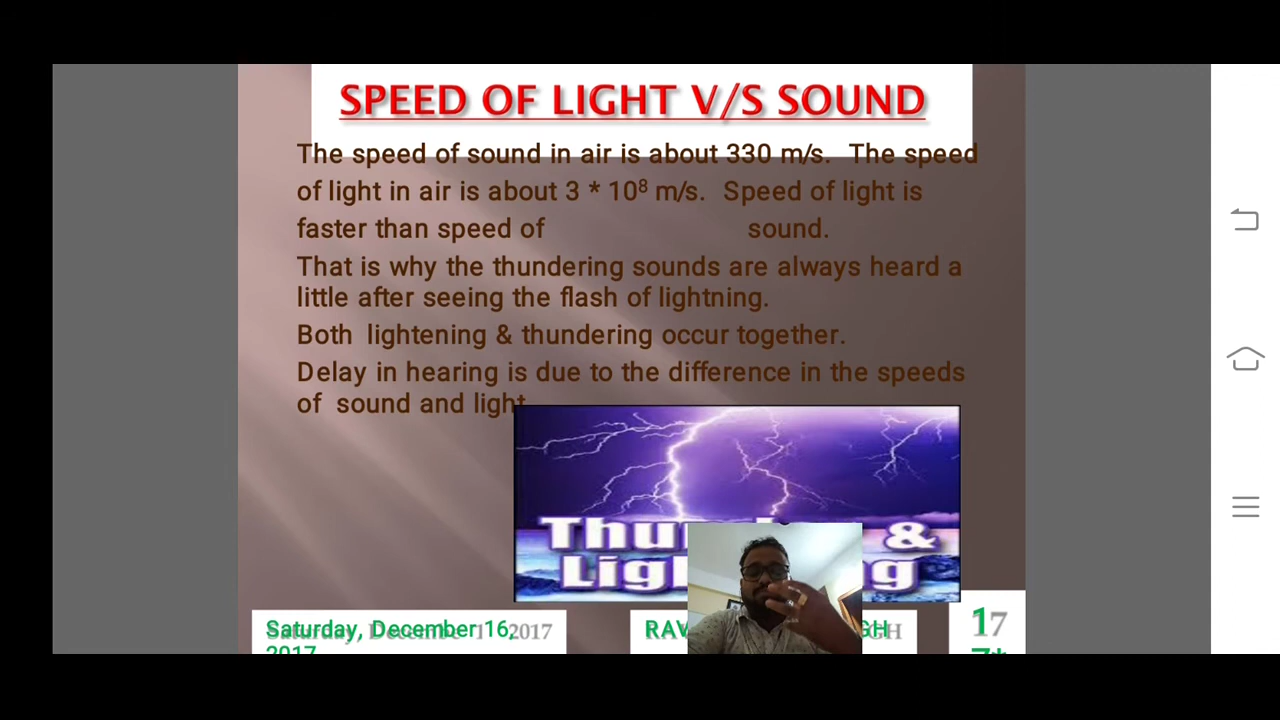 SPEED OF LIGHT V/S SOUND
The speed of sound in air is about 330 m/s. The speed
of light in air is about 3 * 10⁸ m/s. Speed of light is
faster than speed of sound.
That is why the thundering sounds are always heard a
little after seeing the flash of lightning.
Both lightening & thundering occur together.
Delay in hearing is due to the difference in the speeds
of sound and light
&
Saturday, December 16,
2017
17